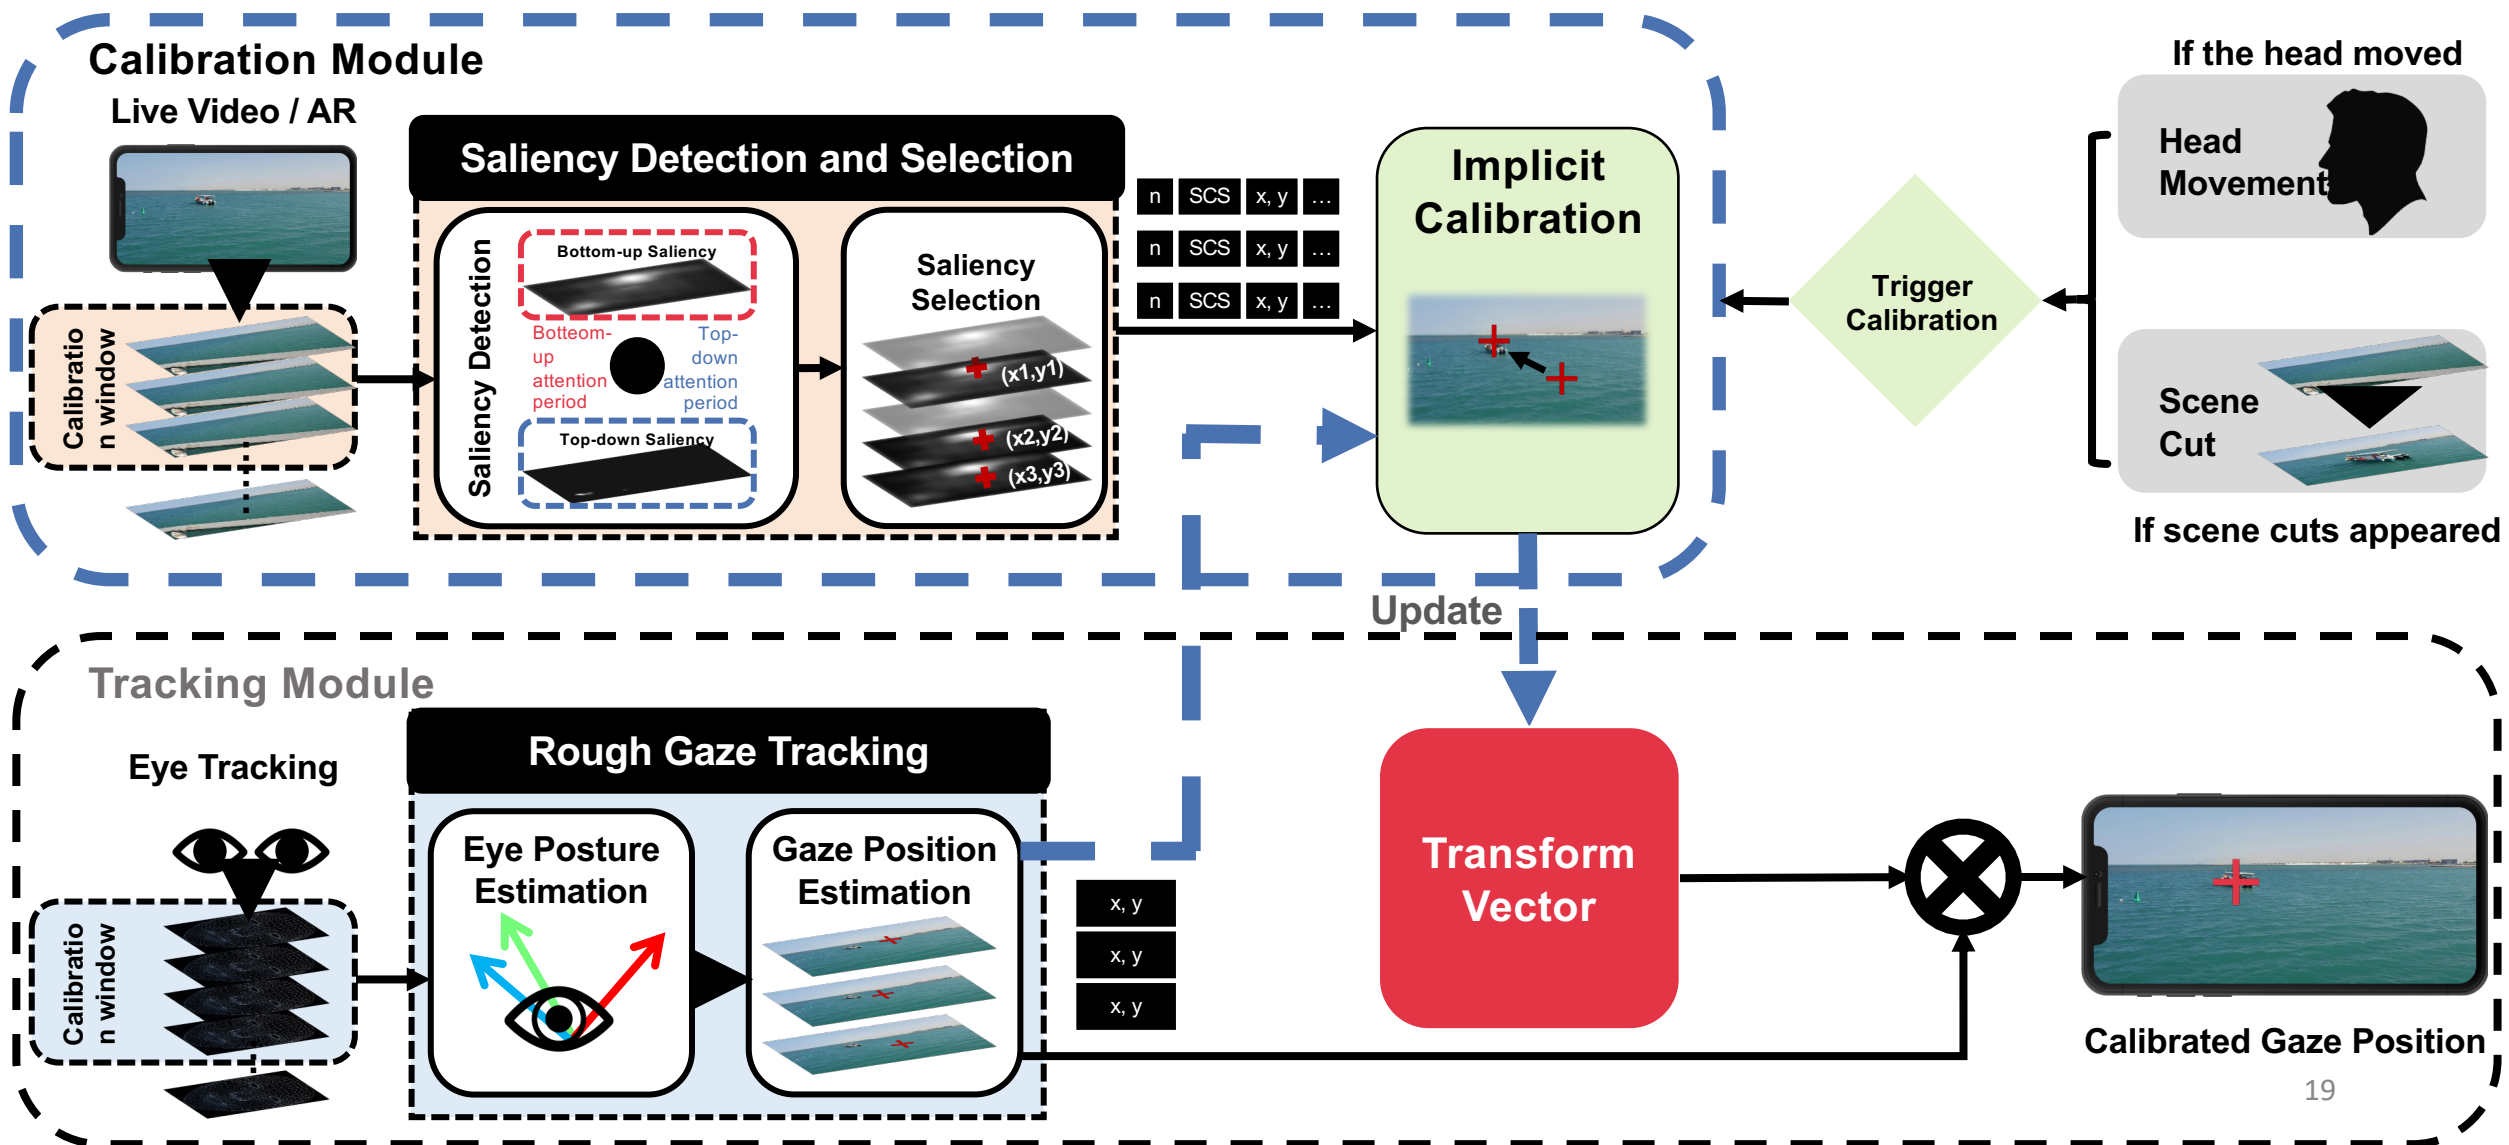 Calibration Module
Live Video / AR
Calibratio
n window
Saliency Detection and Selection
Saliency Detection
Bottom-up Saliency
Botteom-
up
attention
period
Top-
down
attention
period
Top-down Saliency
Saliency
Selection
(x1,y1)
(x2,y2)
(x3,y3)
n SCS x, y ...
n SCS x, y ...
n SCS x, y ...
Implicit
Calibration
Trigger
Calibration
If the head moved
Head
Movement
Scene
Cut
If scene cuts appeared
Update
Tracking Module
Eye Tracking
Calibratio
n window
Rough Gaze Tracking
Eye Posture
Estimation
Gaze Position
Estimation
x, y
x, y
x, y
Transform
Vector
Calibrated Gaze Position
19